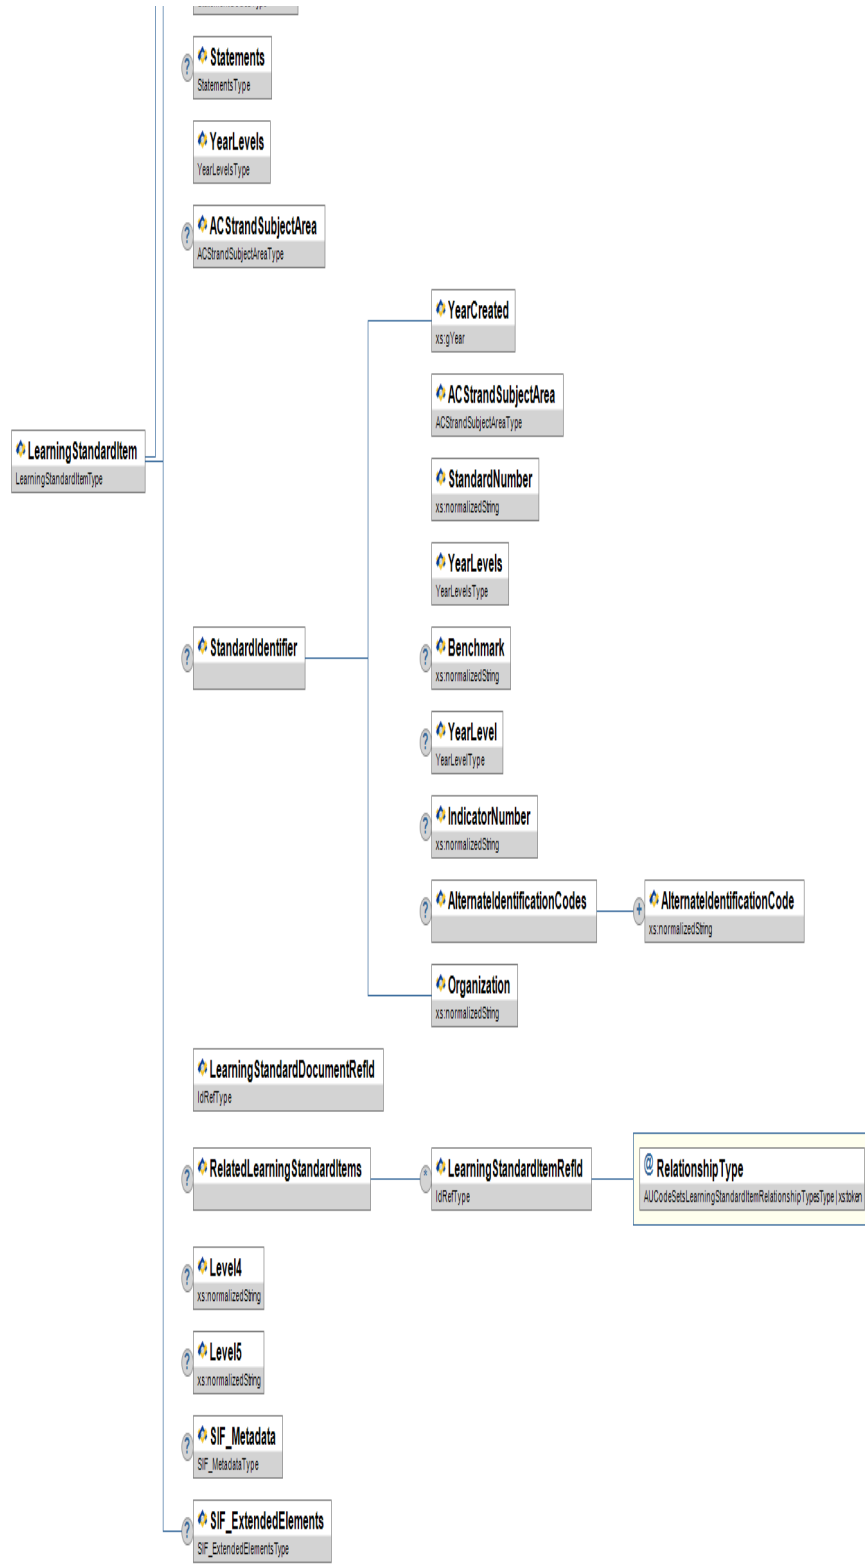 ?
Statements
StatementsType
YearLevels
YearLevelsType
?
ACStrandSubjectArea
ACStrandSubjectAreaType
YearCreated
xs:gYear
ACStrandSubjectArea
ACStrandSubjectAreaType
LearningStandardItem
LearningStandardItemType
StandardNumber
xs:normalizedString
YearLevels
YearLevelsType
?
StandardIdentifier
?
Benchmark
xs:normalizedString
?
YearLevel
YearLevelType
?
IndicatorNumber
xs:normalizedString
?
AlternateIdentificationCodes
+
AlternateIdentificationCode
xs:normalizedString
Organization
xs:normalizedString
LearningStandardDocumentRefId
IdRefType
?
RelatedLearningStandardItems
*
LearningStandardItemRefId
IdRefType
@ RelationshipType
AUCodeSetsLearningStandardItemRelationshipTypesType | xs:token
?
Level4
xs:normalizedString
?
Level5
xs:normalizedString
?
SIF_Metadata
SIF_MetadataType
?
SIF_ExtendedElements
SIF_ExtendedElementsType